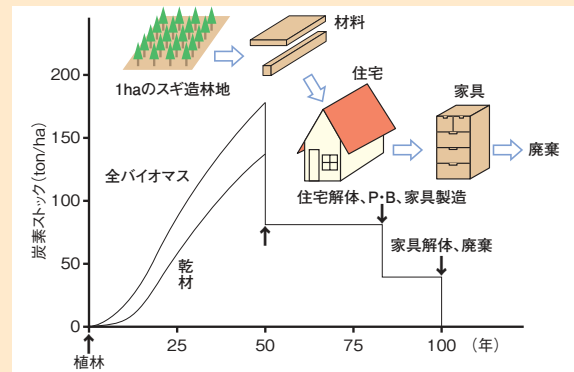 炭素ストック(ton/ha)
200
150
100
50
0
25
50
75
100
(年)
植林
全バイオマス
乾材
1haのスギ造林地
材料
住宅
家具
廃棄
住宅解体、P・B、家具製造
家具解体、廃棄